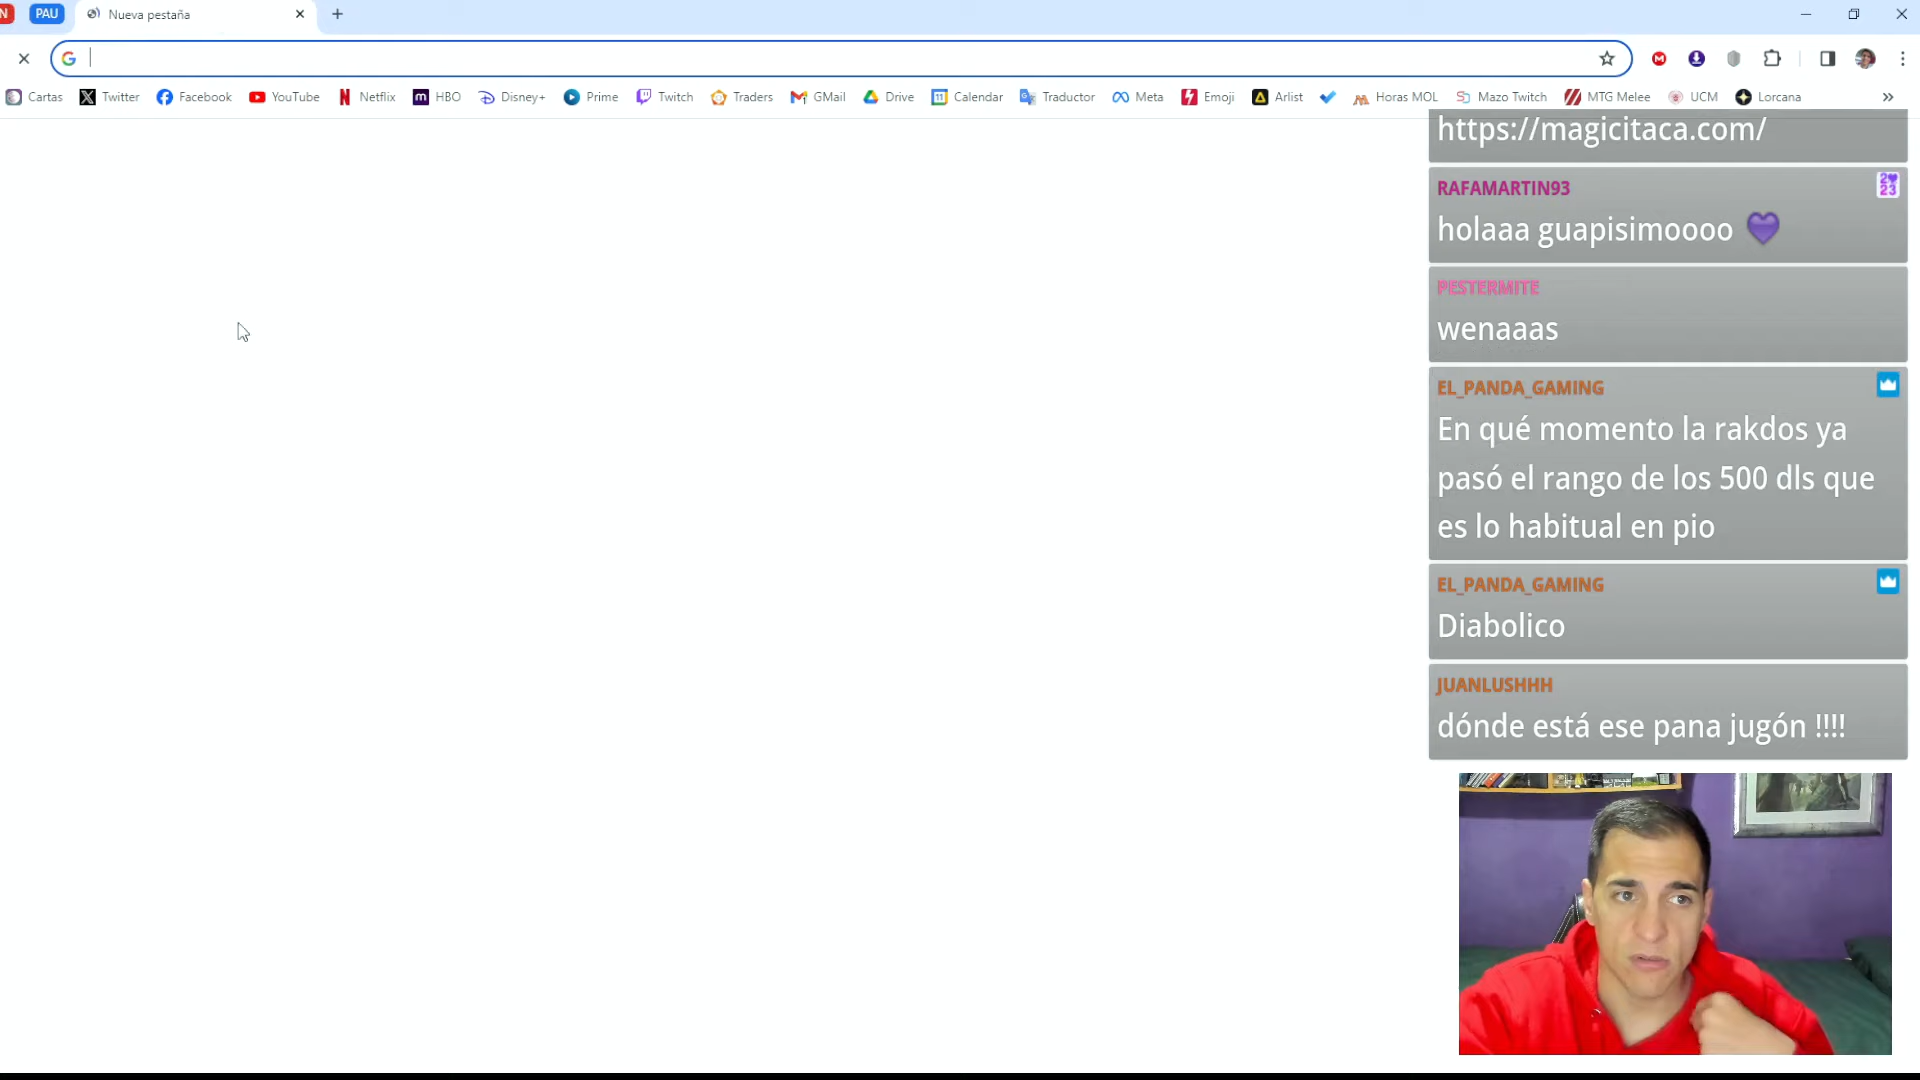 N
PAU
Nueva pestaña
Cartas
Twitter
Facebook
YouTube
Netflix
HBO
Disney+
Prime
Twitch
Traders
GMail
Drive
Calendar
Traductor
Meta
Emoji
Arlist
Horas MOL
Mazo Twitch
MTG Melee
UCM
Lorcana
https://magicitaca.com/
RAFAMARTIN93
holaaa guapisimoooo
PESTERMITE
wenaaas
EL_PANDA_GAMING
En qué momento la rakdos ya
pasó el rango de los 500 dls que
es lo habitual en pio
EL_PANDA_GAMING
Diabolico
JUANLUSHHH
dónde está ese pana jugón !!!!